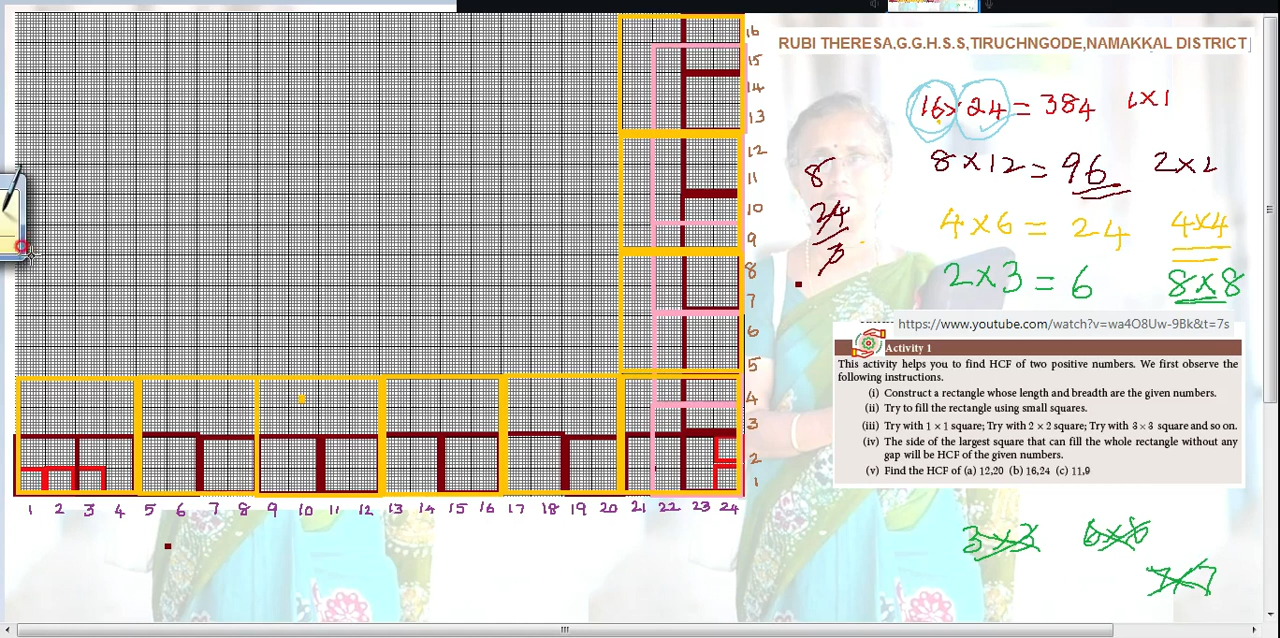 RUBI THERESA,G.G.H.S.S,TIRUCHNGODE,NAMAKKAL DISTRICT
16 × 24 = 384 1×1
8 × 12 = 96 2×2
4 × 6 = 24 4×4
2 × 3 = 6 8×8
8
24
3
16
15
14
13
12
11
10
9
8
7
6
5
4
3
2
1
1 2 3 4 5 6 7 8 9 10 11 12 13 14 15 16 17 18 19 20 21 22 23 24
https://www.youtube.com/watch?v=wa4O8Uw-9Bk&t=7s
Activity 1
This activity helps you to find HCF of two positive numbers. We first observe the
following instructions.
(i) Construct a rectangle whose length and breadth are the given numbers.
(ii) Try to fill the rectangle using small squares.
(iii) Try with 1 × 1 square; Try with 2 × 2 square; Try with 3 × 3 square and so on.
(iv) The side of the largest square that can fill the whole rectangle without any
gap will be HCF of the given numbers.
(v) Find the HCF of (a) 12,20 (b) 16,24 (c) 11,9
3×3 6×6
7×7